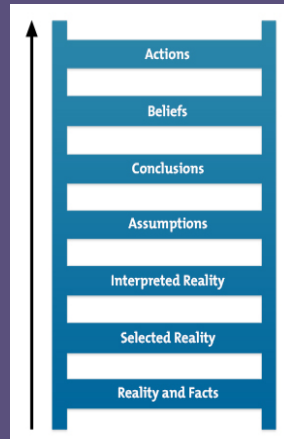 Actions
Beliefs
Conclusions
Assumptions
Interpreted Reality
Selected Reality
Reality and Facts